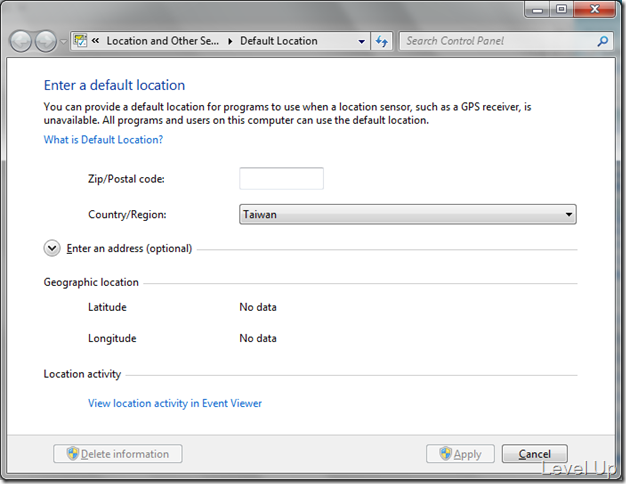 « Location and Other Se... ▸ Default Location
Search Control Panel
Enter a default location
You can provide a default location for programs to use when a location sensor, such as a GPS receiver, is
unavailable. All programs and users on this computer can use the default location.
What is Default Location?
Zip/Postal code:
Country/Region: Taiwan
Enter an address (optional)
Geographic location
Latitude No data
Longitude No data
Location activity
View location activity in Event Viewer
Delete information Apply Cancel
Level Up